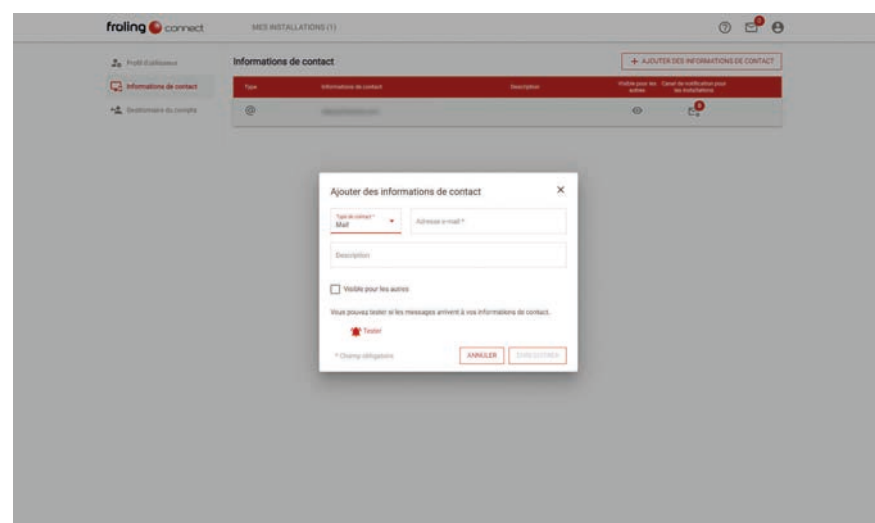 froling connect
MES INSTALLATIONS (1)
0
Profil d'utilisateur
Informations de contact
Gestionnaire du compte
Informations de contact
+ AJOUTER DES INFORMATIONS DE CONTACT
Type
Informations de contact
Description
Visible pour les autres
Canal de notification pour les installations
@
Ajouter des informations de contact
Type de contact *
Mail
Adresse e-mail *
Description
Visible pour les autres
Vous pouvez tester si les messages arrivent à vos informations de contact.
Tester
* Champ obligatoire
ANNULER
ENREGISTRER